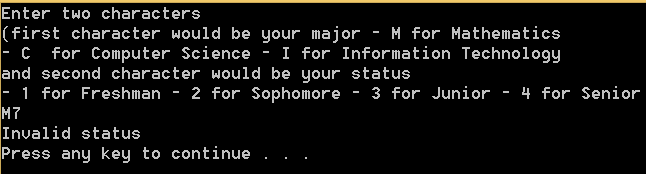 Enter two characters
(first character would be your major - M for Mathematics
- C  for Computer Science - I for Information Technology
and second character would be your status
- 1 for Freshman - 2 for Sophomore - 3 for Junior - 4 for Senior
M7
Invalid status
Press any key to continue . . .